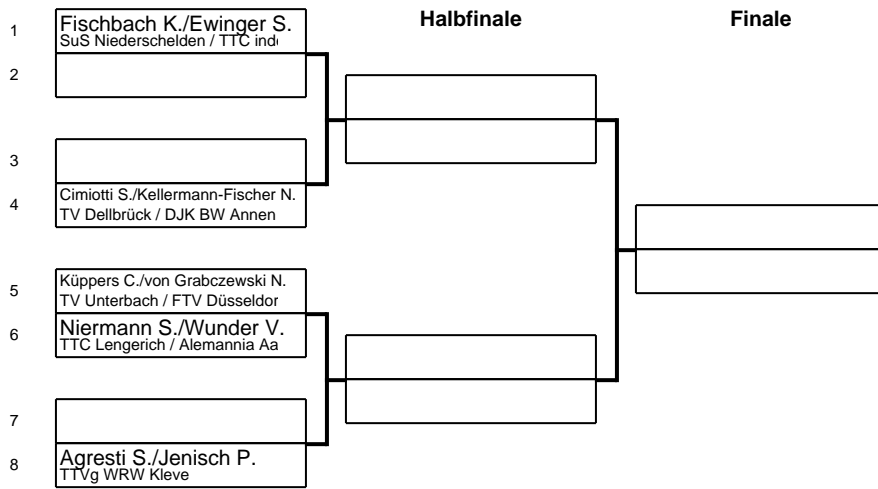 Halbfinale
Finale
1
Fischbach K./Ewinger S.
SuS Niederschelden / TTC
2
3
4
Cimiotti S./Kellermann-Fischer N.
TV Dellbrück / DJK BW Annen
5
Küppers C./von Grabczewski N.
TV Unterbach / FTV Düsseldor
6
Niermann S./Wunder V.
TTC Lengerich / Alemannia Aa
7
8
Agresti S./Jenisch P.
TTVg WRW Kleve